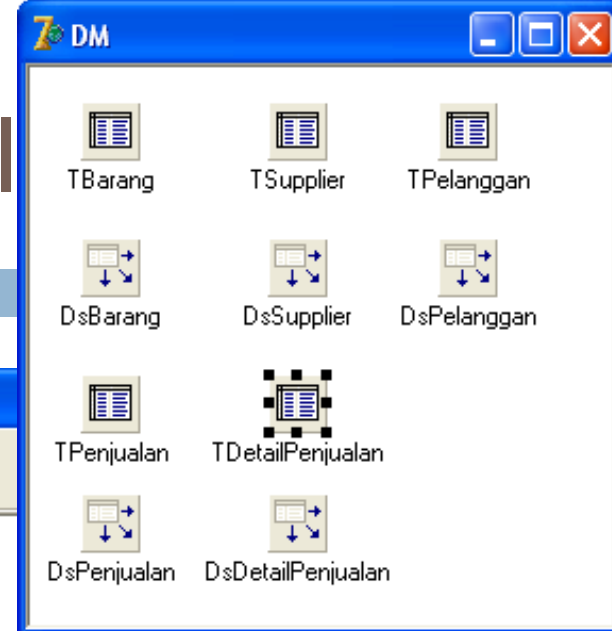 DM
TBarang TSupplier TPelanggan
DsBarang DsSupplier DsPelanggan
TPenjualan TDetailPenjualan
DsPenjualan DsDetailPenjualan